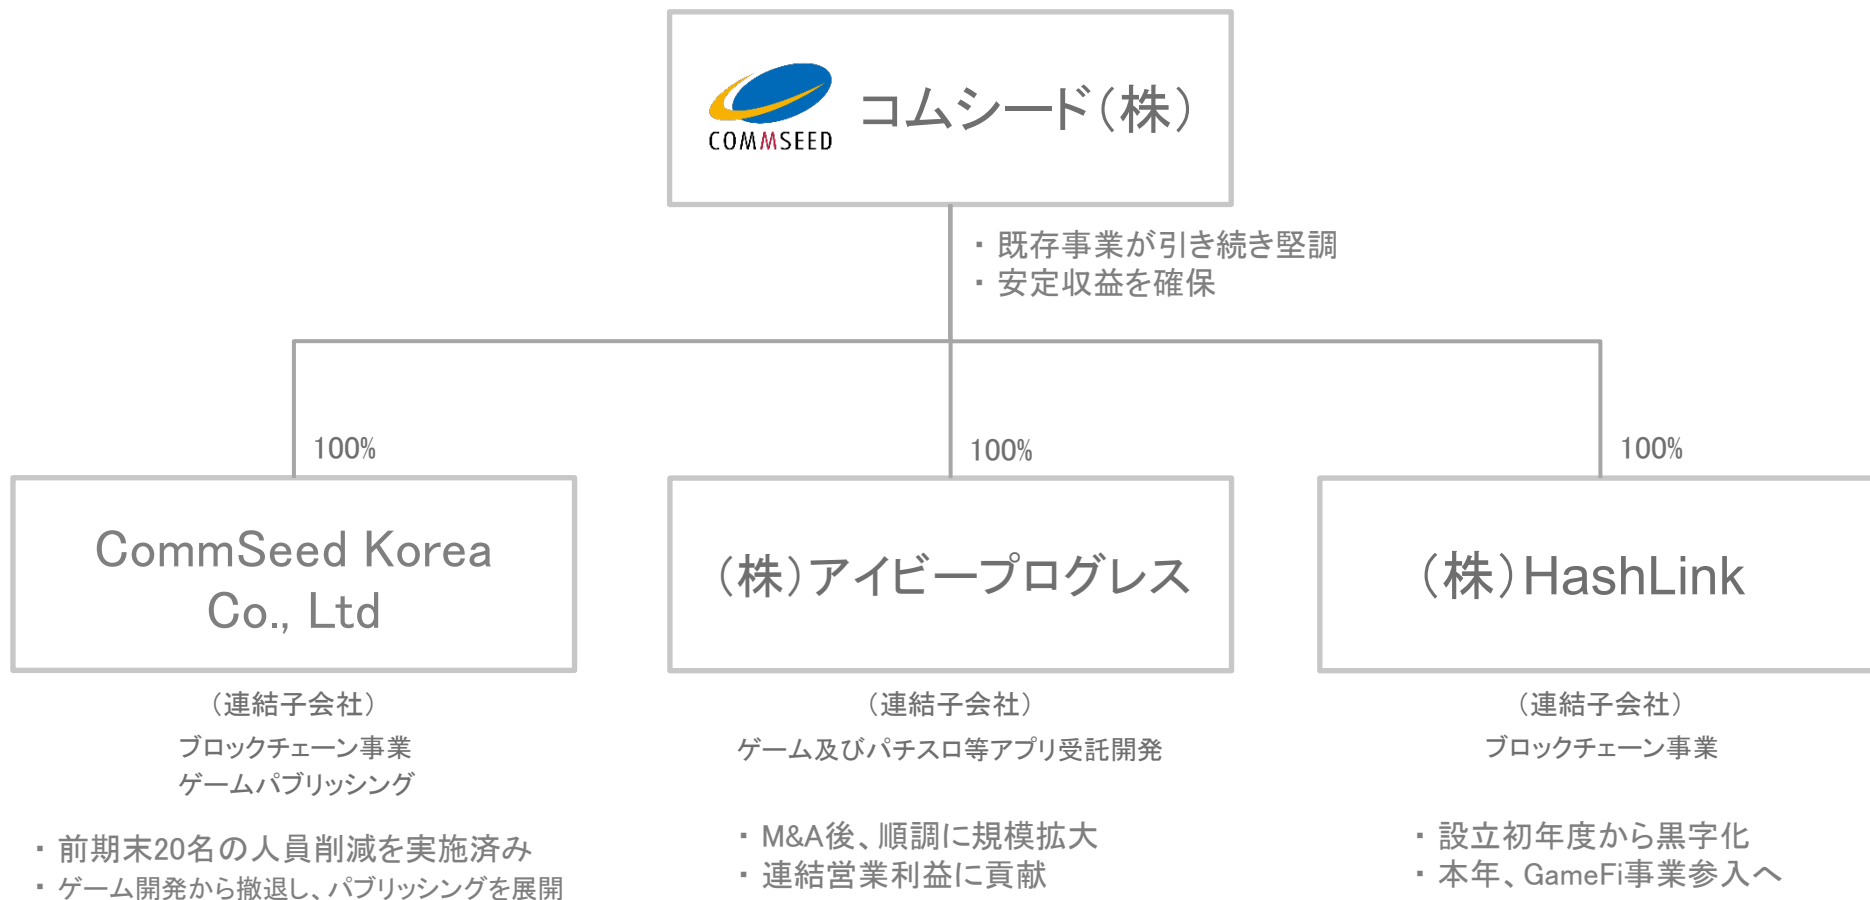 COMMSEED
コムシード（株）
・ 既存事業が引き続き堅調
・ 安定収益を確保
100%
100%
100%
CommSeed Korea
Co., Ltd
（株）アイビープログレス
（株）HashLink
（連結子会社）
ブロックチェーン事業
ゲームパブリッシング
（連結子会社）
ゲーム及びパチスロ等アプリ受託開発
（連結子会社）
ブロックチェーン事業
・ 前期末20名の人員削減を実施済み
・ ゲーム開発から撤退し、パブリッシングを展開
・ M&A後、順調に規模拡大
・ 連結営業利益に貢献
・ 設立初年度から黒字化
・ 本年、GameFi事業参入へ